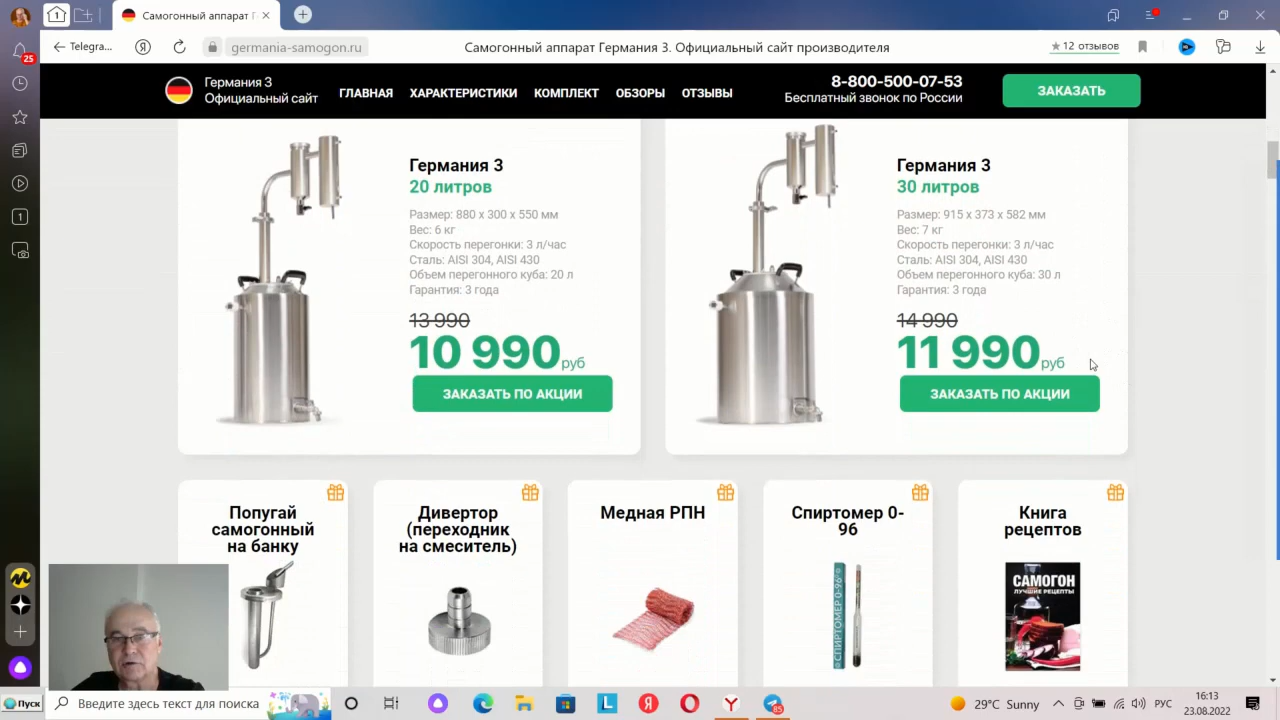 Самогонный аппарат Г
25
Telegra...
germania-samogon.ru
Самогонный аппарат Германия 3. Официальный сайт производителя
12 отзывов
Германия 3
Официальный сайт
ГЛАВНАЯ
ХАРАКТЕРИСТИКИ
КОМПЛЕКТ
ОБЗОРЫ
ОТЗЫВЫ
8-800-500-07-53
Бесплатный звонок по России
ЗАКАЗАТЬ
Германия 3
20 литров
Размер: 880 x 300 x 550 мм
Вес: 6 кг
Скорость перегонки: 3 л/час
Сталь: AISI 304, AISI 430
Объем перегонного куба: 20 л
Гарантия: 3 года
13 990
10 990 руб
ЗАКАЗАТЬ ПО АКЦИИ
Германия 3
30 литров
Размер: 915 x 373 x 582 мм
Вес: 7 кг
Скорость перегонки: 3 л/час
Сталь: AISI 304, AISI 430
Объем перегонного куба: 30 л
Гарантия: 3 года
14 990
11 990 руб
ЗАКАЗАТЬ ПО АКЦИИ
Попугай
самогонный
на банку
Дивертор
(переходник
на смеситель)
Медная РПН
Спиртомер 0-
96
СПИРТОМЕР 0-96
Книга
рецептов
САМОГОН
ЛУЧШИЕ РЕЦЕПТЫ
Пуск
Введите здесь текст для поиска
85
29°C Sunny
РУС
16:13
23.08.2022